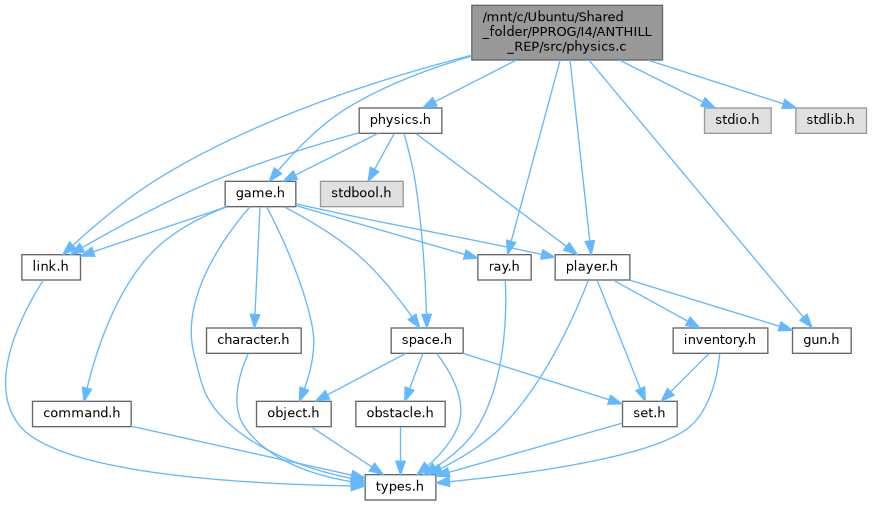 /mnt/c/Ubuntu/Shared
_folder/PPROG/I4/ANTHILL
_REP/src/physics.c
physics.h
stdio.h
stdlib.h
game.h
stdbool.h
link.h
ray.h
player.h
character.h
space.h
inventory.h
gun.h
command.h
object.h
obstacle.h
set.h
types.h